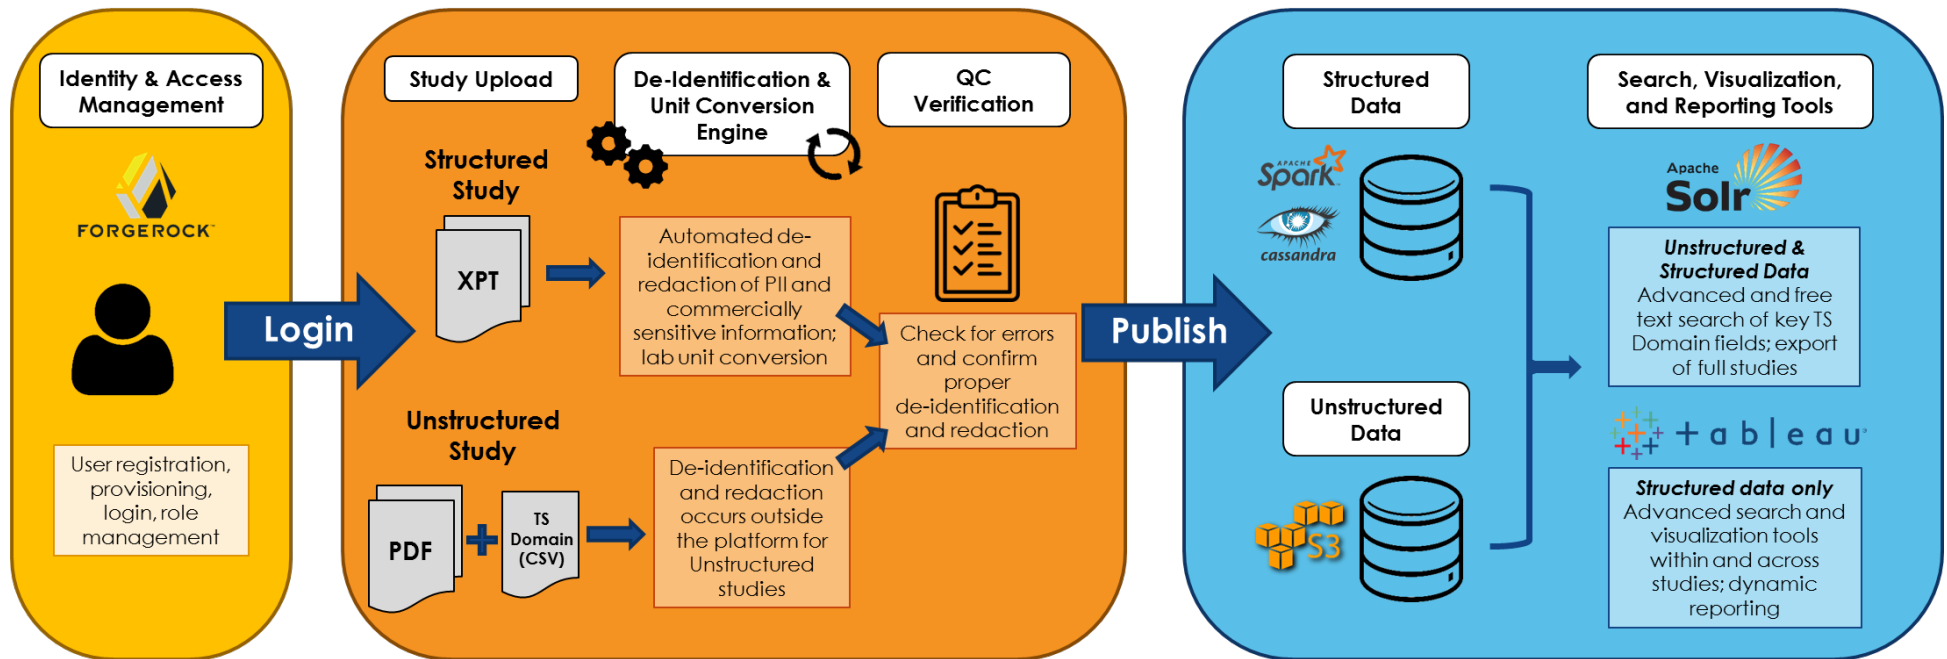 Identity & Access
Management
FORGEROCK™
User registration,
provisioning,
login, role
management
Login
Study Upload
De-Identification &
Unit Conversion
Engine
QC
Verification
Structured
Study
XPT
Automated de-
identification and
redaction of PII and
commercially
sensitive information;
lab unit conversion
Unstructured
Study
PDF
TS
Domain
(CSV)
De-identification
and redaction
occurs outside
the platform for
Unstructured
studies
Check for errors
and confirm
proper
de-identification
and redaction
Publish
Structured
Data
APACHE
Spark™
cassandra
Unstructured
Data
S3
Search, Visualization,
and Reporting Tools
Apache
Solr
Unstructured &
Structured Data
Advanced and free
text search of key TS
Domain fields; export
of full studies
+ a b l e a u
Structured data only
Advanced search and
visualization tools
within and across
studies; dynamic
reporting